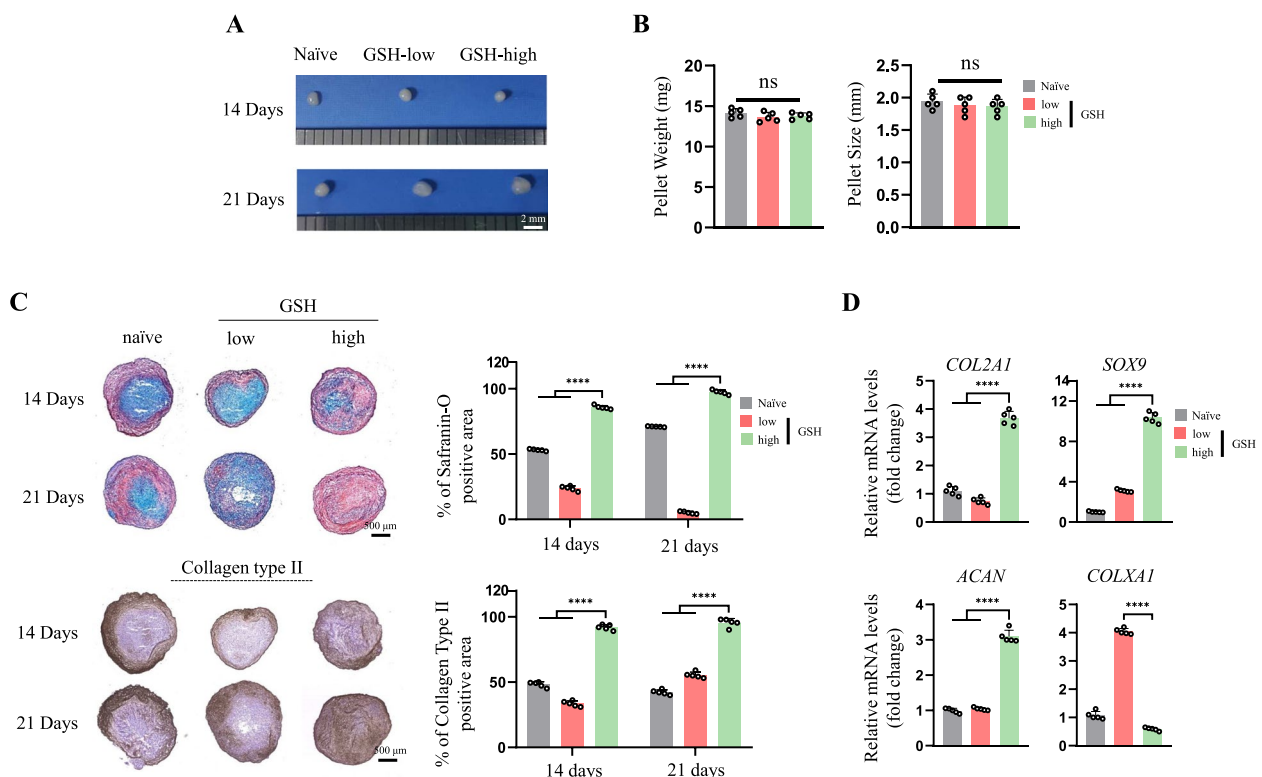 A
Naïve GSH-low GSH-high
14 Days
21 Days
2 mm
B
Pellet Weight (mg)
20
15
10
5
0
ns
Pellet Size (mm)
2.5
2.0
1.5
1.0
0.5
0.0
ns
Naïve
low
high
GSH
C
GSH
naïve low high
14 Days
21 Days
500 μm
% of Safranin-O
positive area
100
50
0
****
****
14 days 21 days
Naïve
low
high
GSH
Collagen type II
14 Days
21 Days
500 μm
% of Collagen Type II
positive area
100
50
0
****
****
14 days 21 days
D
COL2A1
Relative mRNA levels
(fold change)
5
4
3
2
1
0
****
SOX9
12
9
6
3
0
****
Naïve
low
high
GSH
ACAN
Relative mRNA levels
(fold change)
4
3
2
1
0
****
COLXA1
5
4
3
2
1
0
****